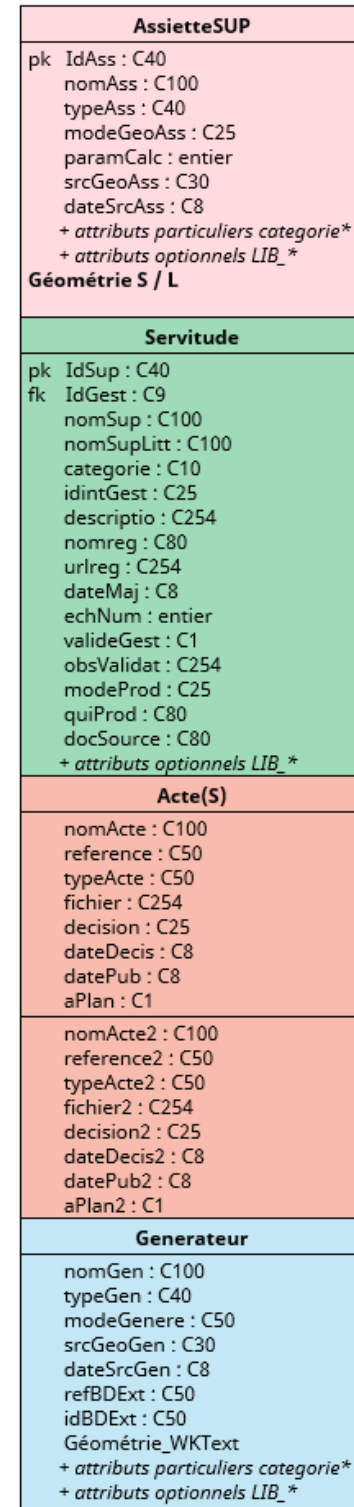 AssietteSUP
pk IdAss : C40
nomAss : C100
typeAss : C40
modeGeoAss : C25
paramCalc : entier
srcGeoAss : C30
dateSrcAss : C8
+ attributs particuliers categorie*
+ attributs optionnels LIB_*
Géométrie S / L
Servitude
pk IdSup : C40
fk IdGest : C9
nomSup : C100
nomSupLitt : C100
categorie : C10
idintGest : C25
descriptio : C254
nomreg : C80
urlreg : C254
dateMaj : C8
echNum : entier
valideGest : C1
obsValidat : C254
modeProd : C25
quiProd : C80
docSource : C80
+ attributs optionnels LIB_*
Acte(S)
nomActe : C100
reference : C50
typeActe : C50
fichier : C254
decision : C25
dateDecis : C8
datePub : C8
aPlan : C1
nomActe2 : C100
reference2 : C50
typeActe2 : C50
fichier2 : C254
decision2 : C25
dateDecis2 : C8
datePub2 : C8
aPlan2 : C1
Generateur
nomGen : C100
typeGen : C40
modeGenere : C50
srcGeoGen : C30
dateSrcGen : C8
refBDExt : C50
idBDExt : C50
Géométrie_WKText
+ attributs particuliers categorie*
+ attributs optionnels LIB_*